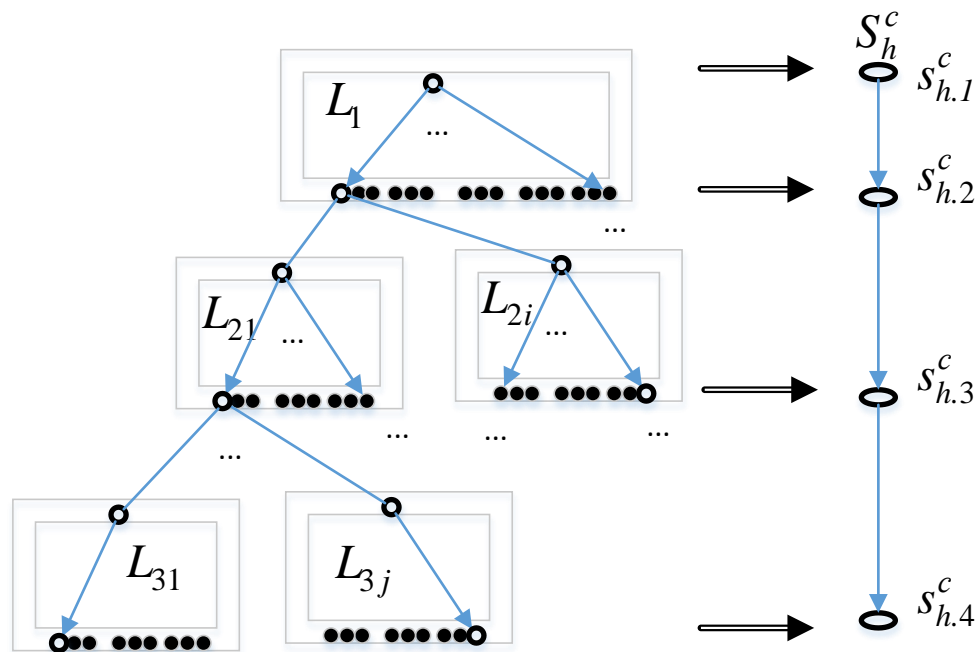 S_h^c
s_{h.1}^c
L_1
...
s_{h.2}^c
...
L_{21}
L_{2i}
...
...
s_{h.3}^c
...
...
...
...
L_{31}
L_{3j}
s_{h.4}^c